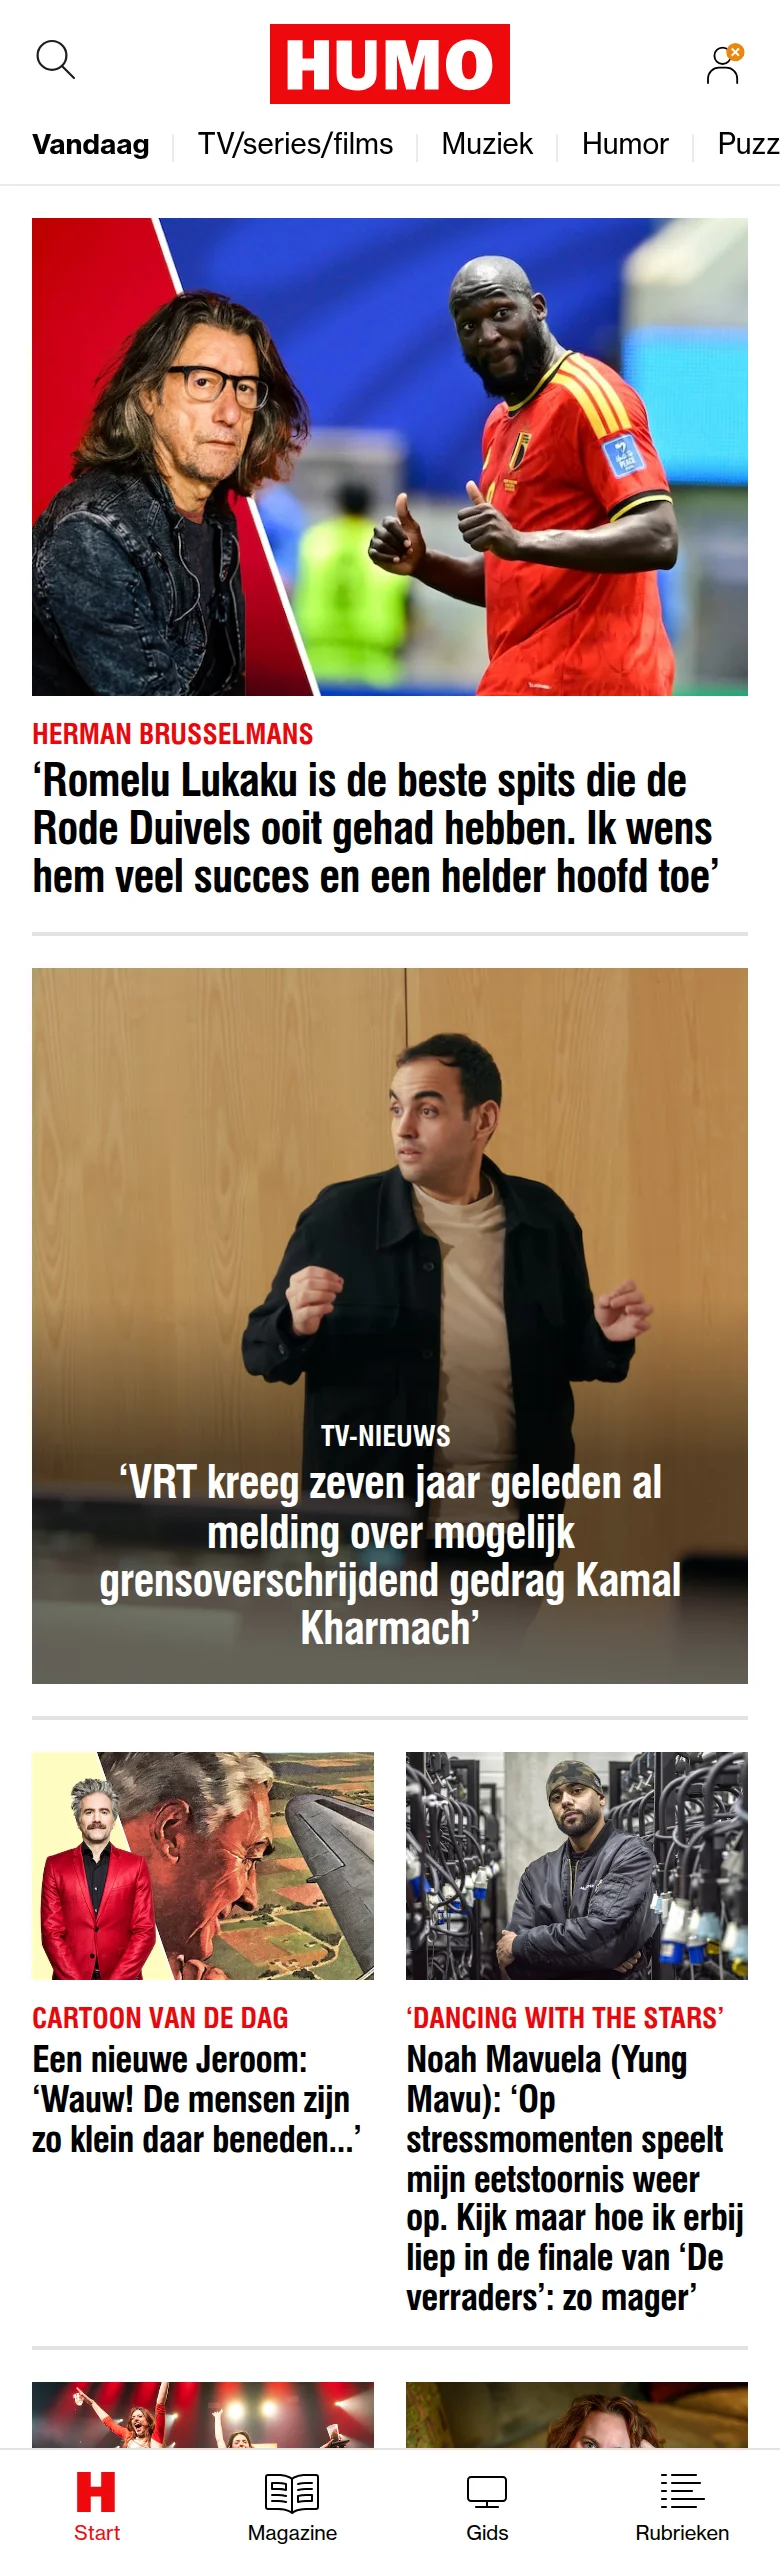 HUMO
Vandaag
TV/series/films
Muziek
Humor
Puzz
HERMAN BRUSSELMANS
‘Romelu Lukaku is de beste spits die de
Rode Duivels ooit gehad hebben. Ik wens
hem veel succes en een helder hoofd toe’
TV-NIEUWS
‘VRT kreeg zeven jaar geleden al
melding over mogelijk
grensoverschrijdend gedrag Kamal
Kharmach’
CARTOON VAN DE DAG
Een nieuwe Jeroom:
‘Wauw! De mensen zijn
zo klein daar beneden...’
‘DANCING WITH THE STARS’
Noah Mavuela (Yung
Mavu): ‘Op
stressmomenten speelt
mijn eetstoornis weer
op. Kijk maar hoe ik erbij
liep in de finale van ‘De
verraders’: zo mager’
H
Start
Magazine
Gids
Rubrieken